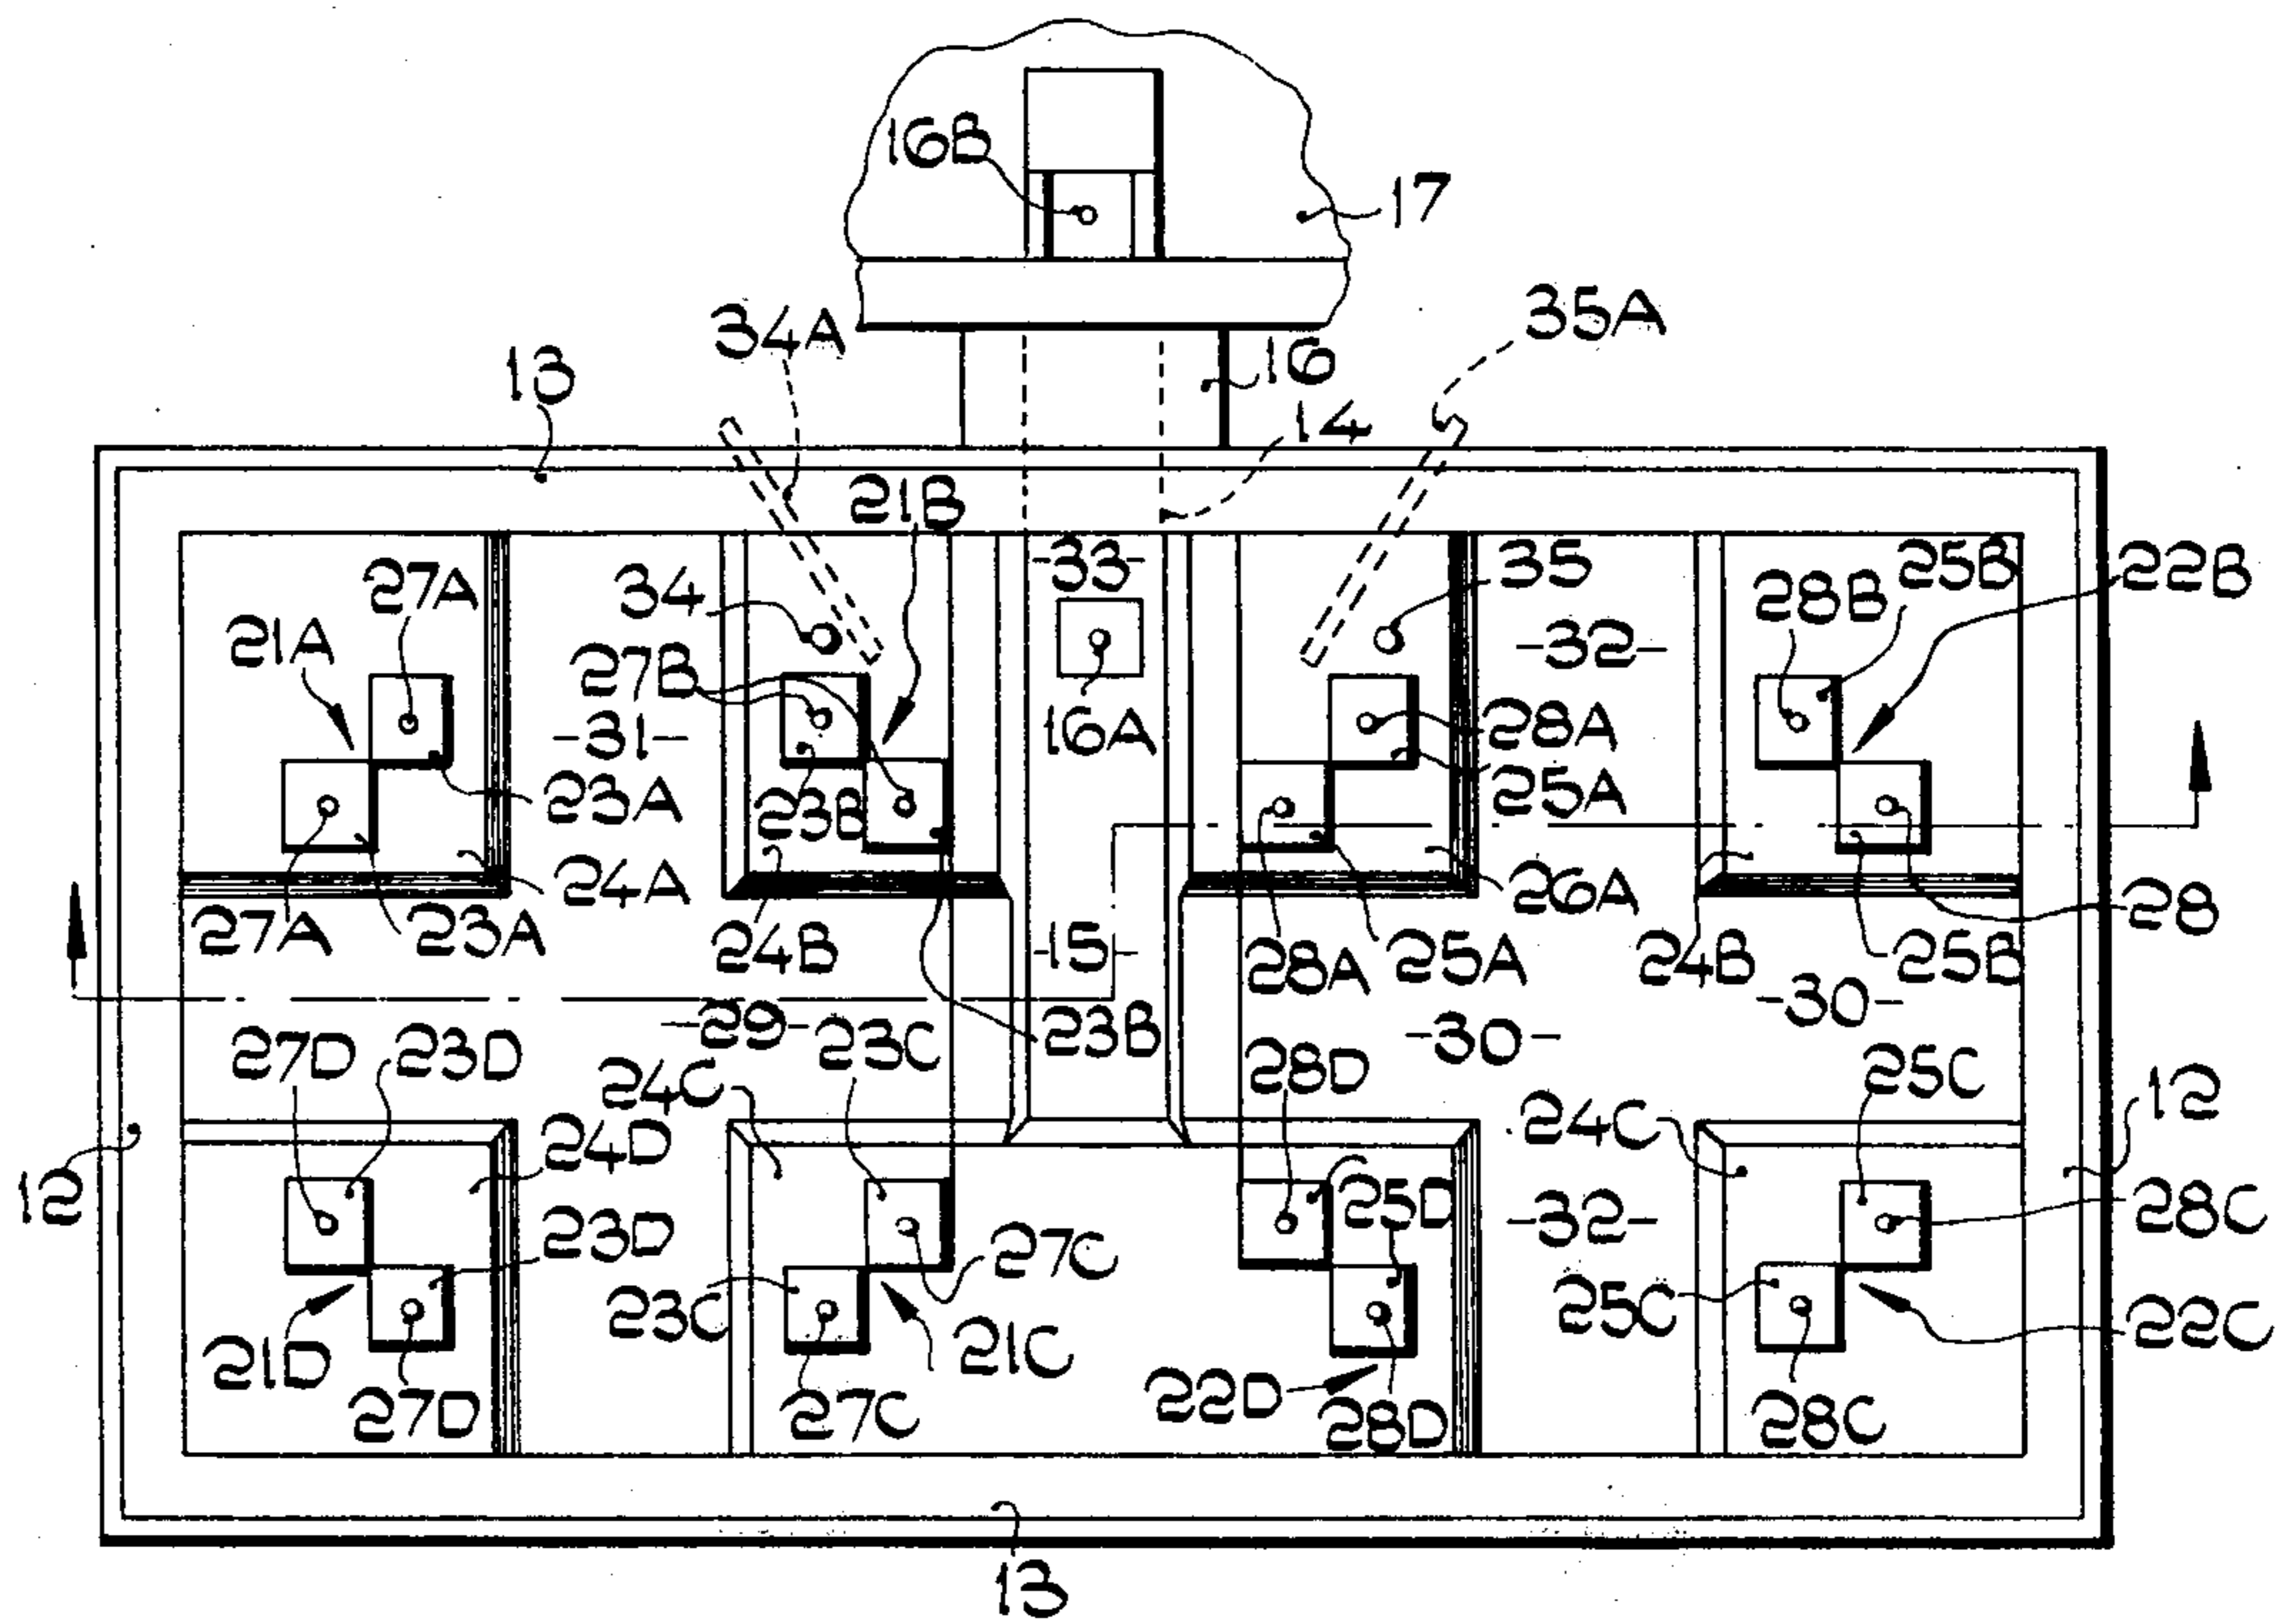 16B
17
34A
35A
13
16
14
21B
-33-
27A
34
35
25B
22B
28B
21A
-32-
27B
-31-
16A
28A
23A
23B
25A
24A
26A
27A
23A
24B
-15-
28A
25A
24B
25B
28
-30-
-29-
23C
23B
-30-
27D
23D
28D
25C
12
24C
24D
24C
12
25D
23D
-32-
28C
27C
23C
25C
21D
21C
22C
27D
27C
22D
28D
28C
13